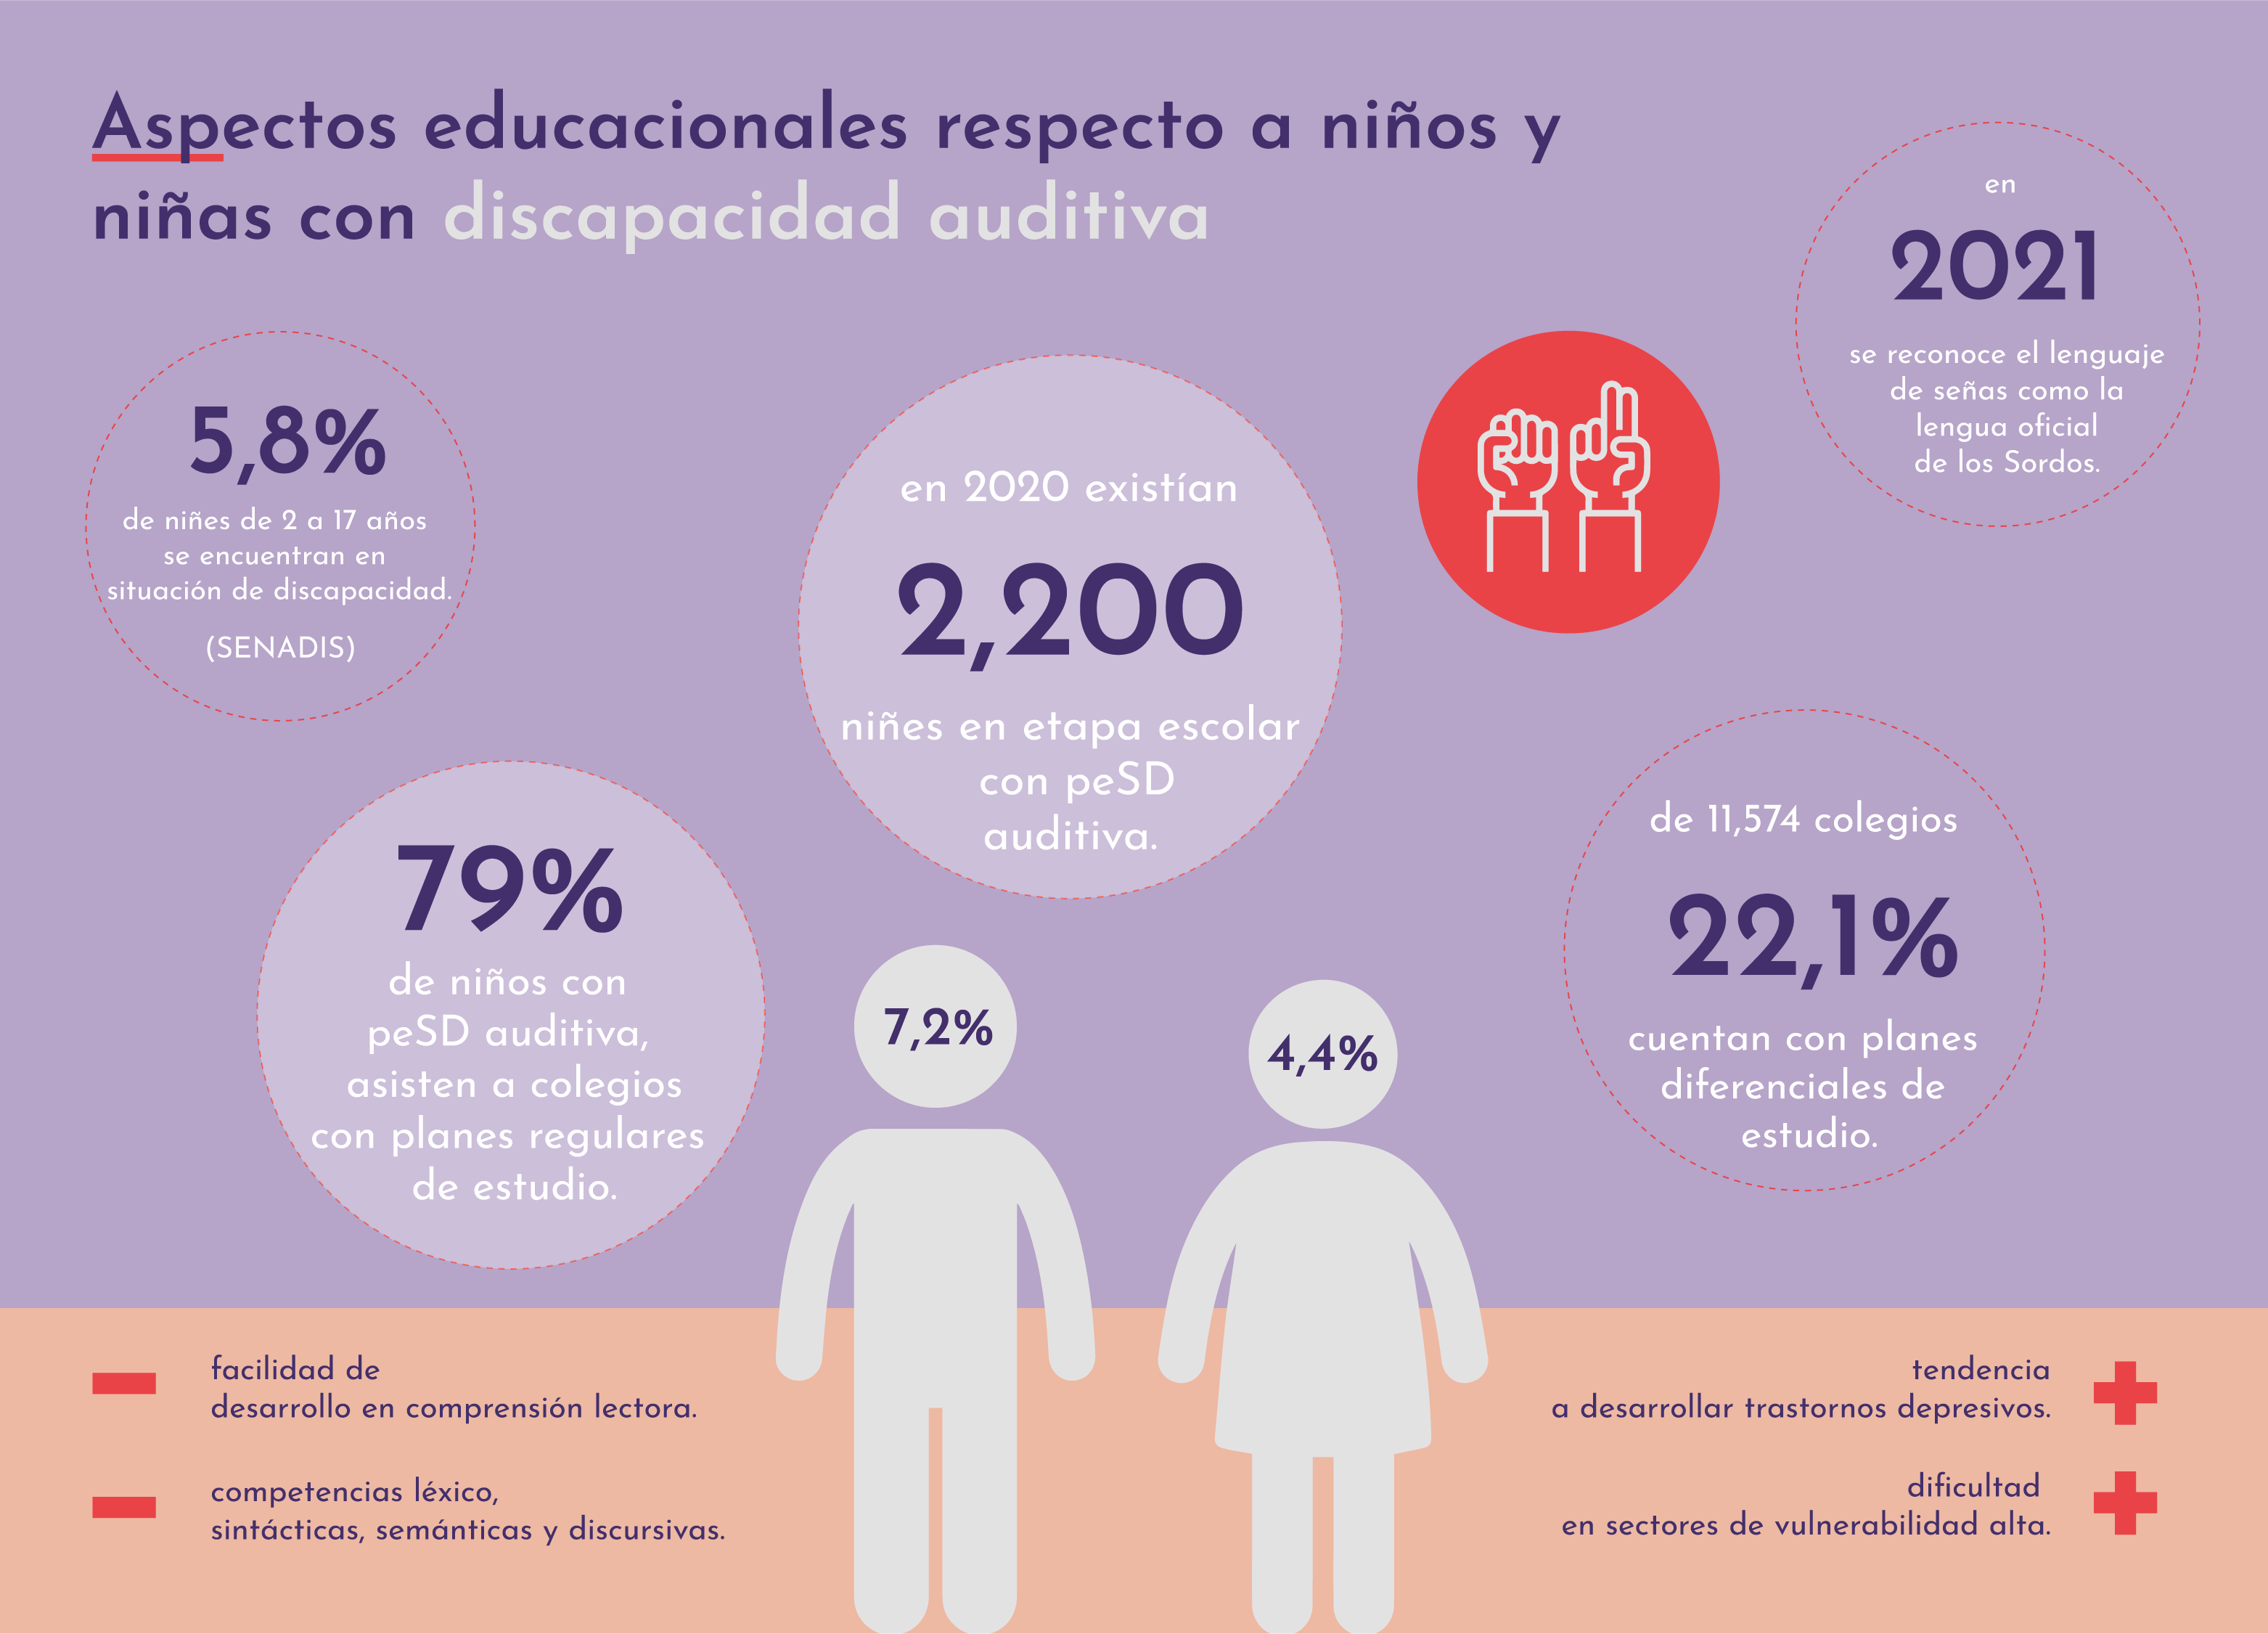 Aspectos educacionales respecto a niños y
niñas con discapacidad auditiva
en
2021
se reconoce el lenguaje
de señas como la
lengua oficial
de los Sordos.
5,8%
de niñes de 2 a 17 años
se encuentran en
situación de discapacidad.
(SENADIS)
en 2020 existían
2,200
niñes en etapa escolar
con peSD
auditiva.
79%
de niños con
peSD auditiva,
asisten a colegios
con planes regulares
de estudio.
de 11,574 colegios
22,1%
cuentan con planes
diferenciales de
estudio.
7,2%
4,4%
facilidad de
desarrollo en comprensión lectora.
competencias léxico,
sintácticas, semánticas y discursivas.
tendencia
a desarrollar trastornos depresivos.
dificultad
en sectores de vulnerabilidad alta.